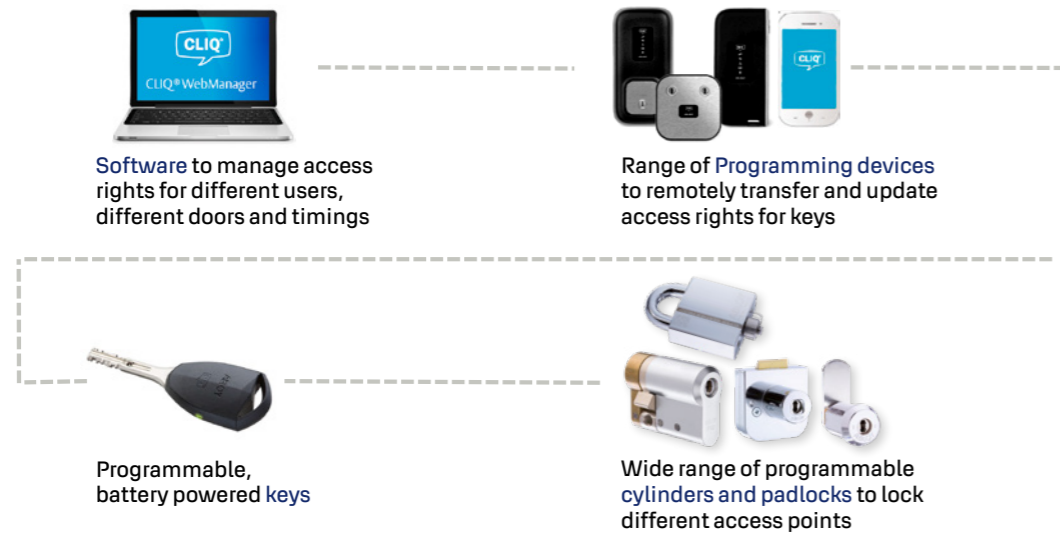 CLIQ®
CLIQ® WebManager
CLIQ®
Software to manage access
rights for different users,
different doors and timings
Range of Programming devices
to remotely transfer and update
access rights for keys
Programmable,
battery powered keys
Wide range of programmable
cylinders and padlocks to lock
different access points